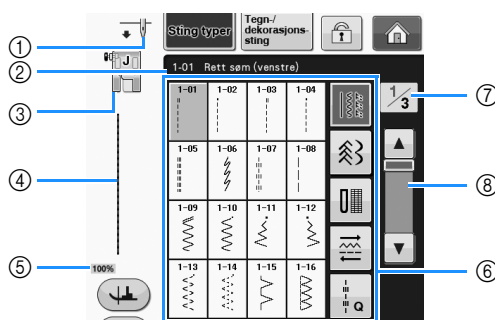 Sting typer
Tegn-/
dekorasjons-
sting
①
②
1-01 Rett søm (venstre)
J
③
④
⑤
100%
1-01 1-02 1-03 1-04
1-05 1-06 1-07 1-08
1-09 1-10 1-11 1-12
1-13 1-14 1-15 1-16
Q
1/3
⑦
⑧
⑥